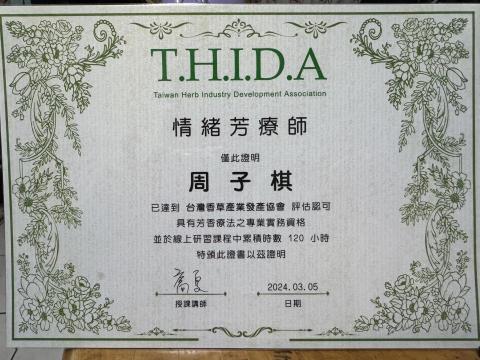 T.H.I.D.A
Taiwan Herb Industry Development Association
情緒芳療師
僅此證明
周子棋
已達到 台灣香草產業發產協會 評估認可
具有芳香療法之專業實務資格
並於線上研習課程中累積時數 120 小時
特頒此證書以茲證明
2024.03.05
授課講師 日期